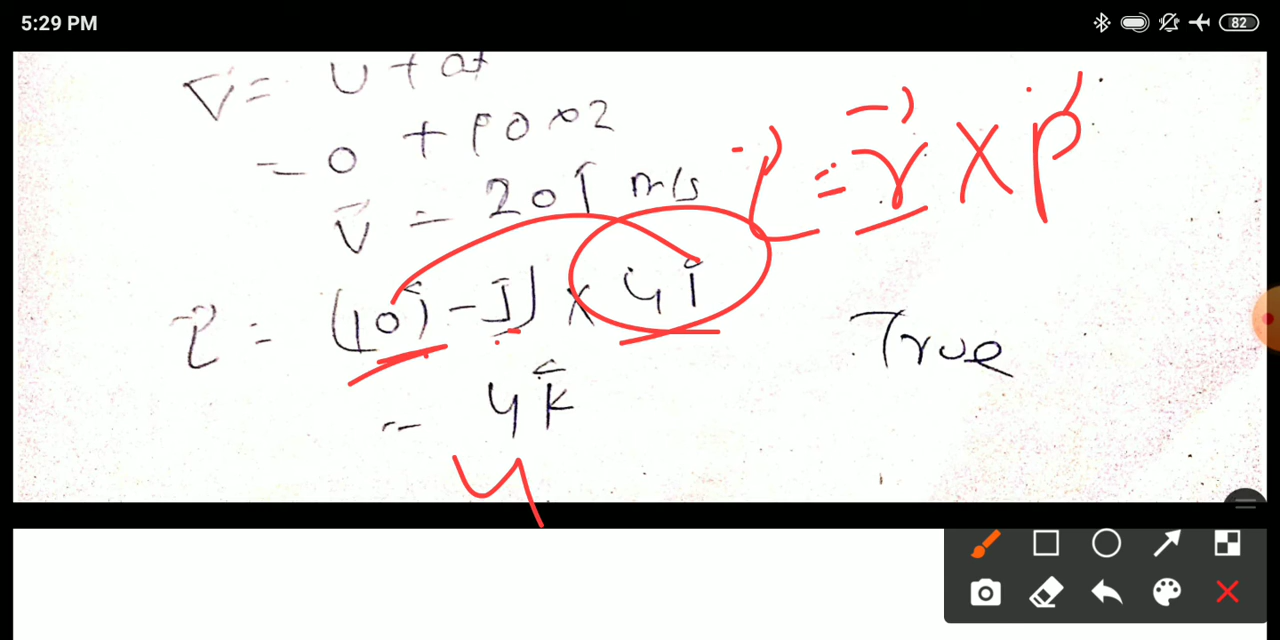 5:29 PM
82
V̄ = U + at
= 0 + 10 × 2
V̄ = 20 î m/s
= r⃗ × p⃗
= (10î - ĵ) × 4î
= 4k̂
True
4